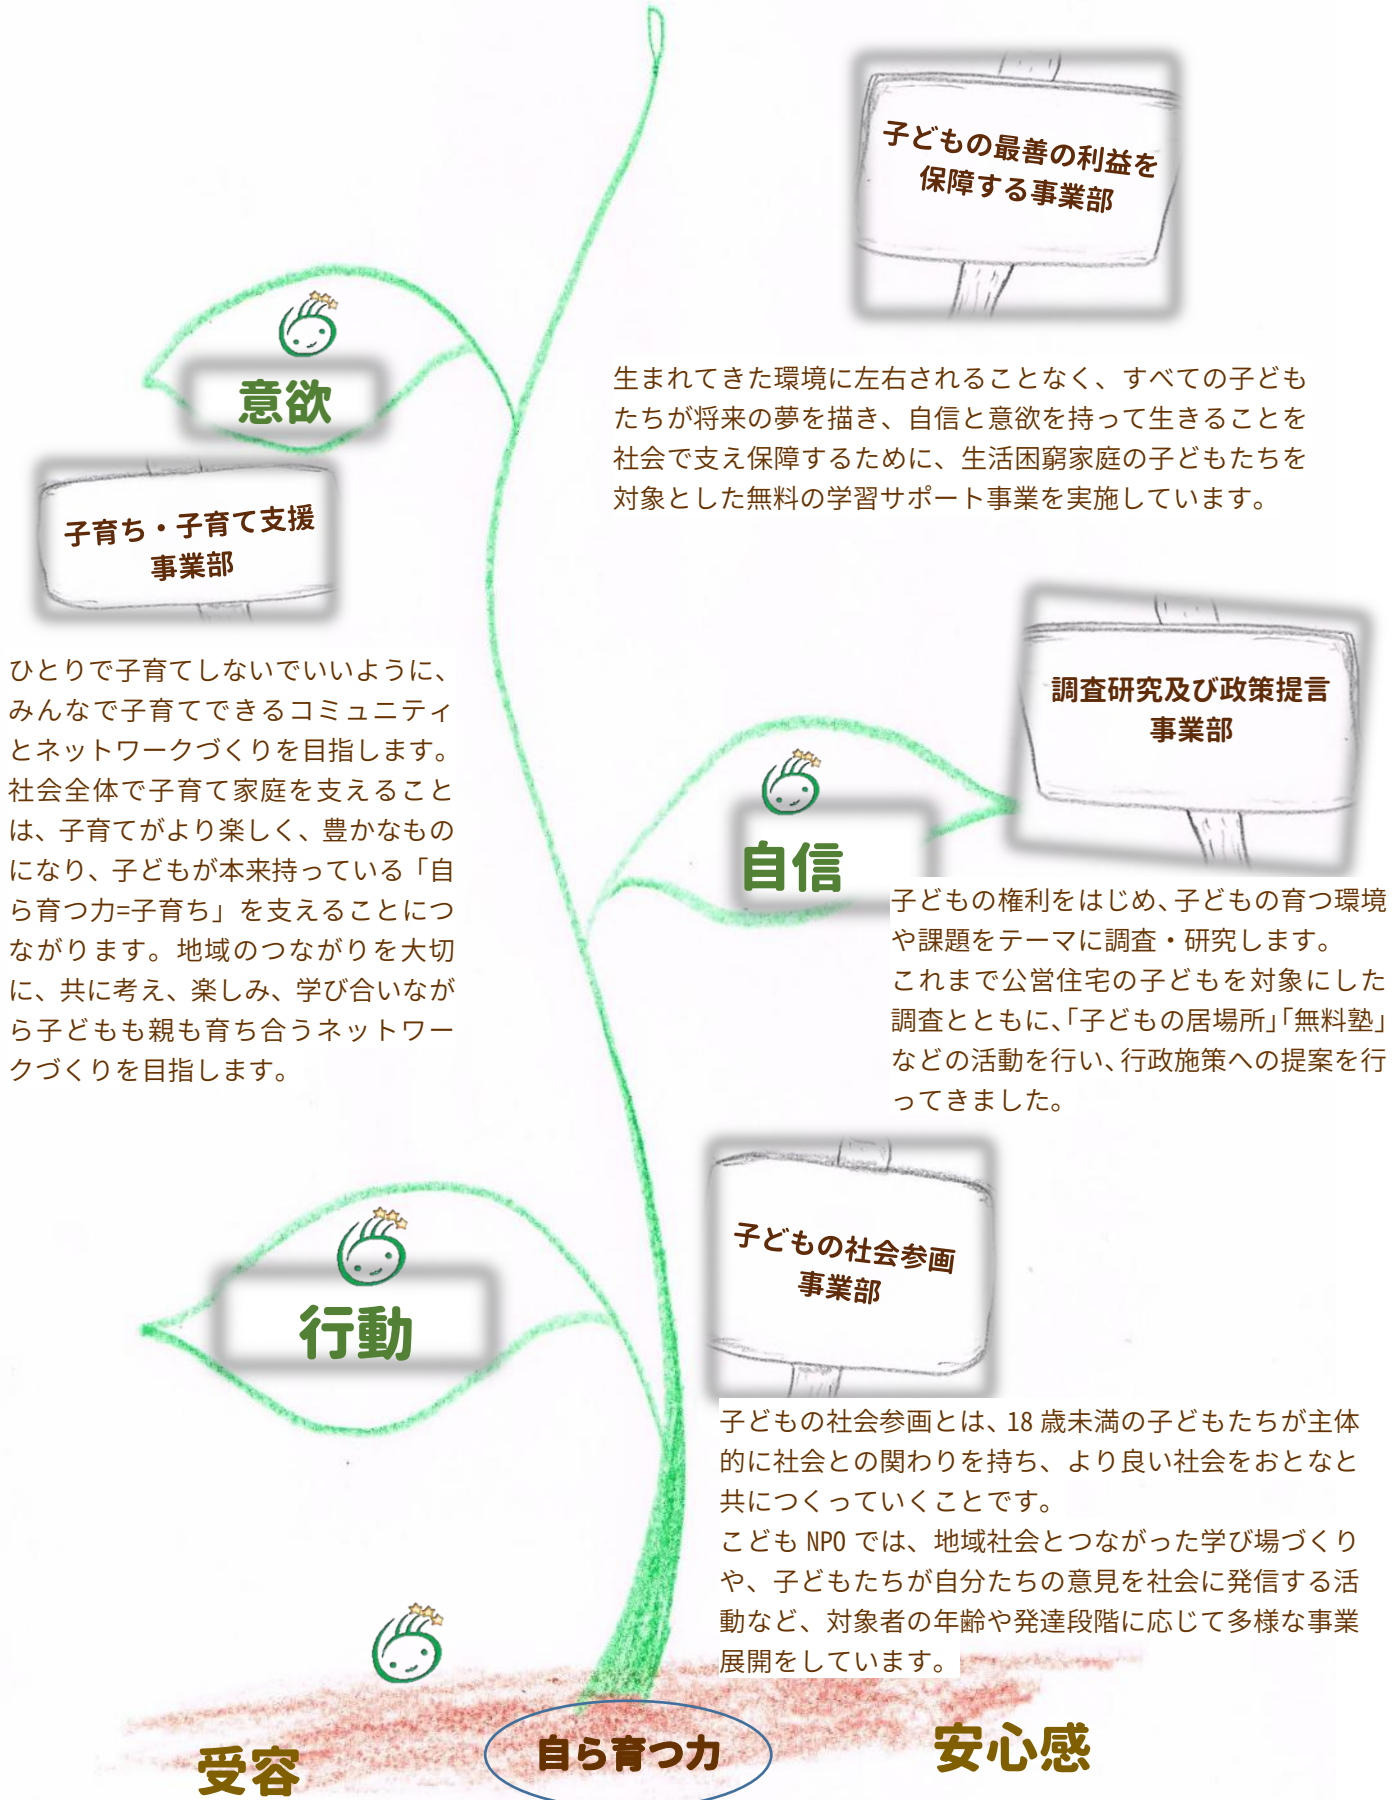 子どもの最善の利益を
保障する事業部
意欲
生まれてきた環境に左右されることなく、すべての子ども
たちが将来の夢を描き、自信と意欲を持って生きることを
社会で支え保障するために、生活困窮家庭の子どもたちを
対象とした無料の学習サポート事業を実施しています。
子育ち・子育て支援
事業部
ひとりで子育てしないでいいように、
みんなで子育てできるコミュニティ
とネットワークづくりを目指します。
社会全体で子育て家庭を支えること
は、子育てがより楽しく、豊かなもの
になり、子どもが本来持っている「自
ら育つ力=子育ち」を支えることにつ
ながります。地域のつながりを大切
に、共に考え、楽しみ、学び合いなが
ら子どもも親も育ち合うネットワー
クづくりを目指します。
調査研究及び政策提言
事業部
自信
子どもの権利をはじめ、子どもの育つ環境
や課題をテーマに調査・研究します。
これまで公営住宅の子どもを対象にした
調査とともに、「子どもの居場所」「無料塾」
などの活動を行い、行政施策への提案を行
ってきました。
子どもの社会参画
事業部
行動
子どもの社会参画とは、18 歳未満の子どもたちが主体
的に社会との関わりを持ち、より良い社会をおとなと
共につくっていくことです。
こども NPO では、地域社会とつながった学び場づくり
や、子どもたちが自分たちの意見を社会に発信する活
動など、対象者の年齢や発達段階に応じて多様な事業
展開をしています。
受容
自ら育つ力
安心感